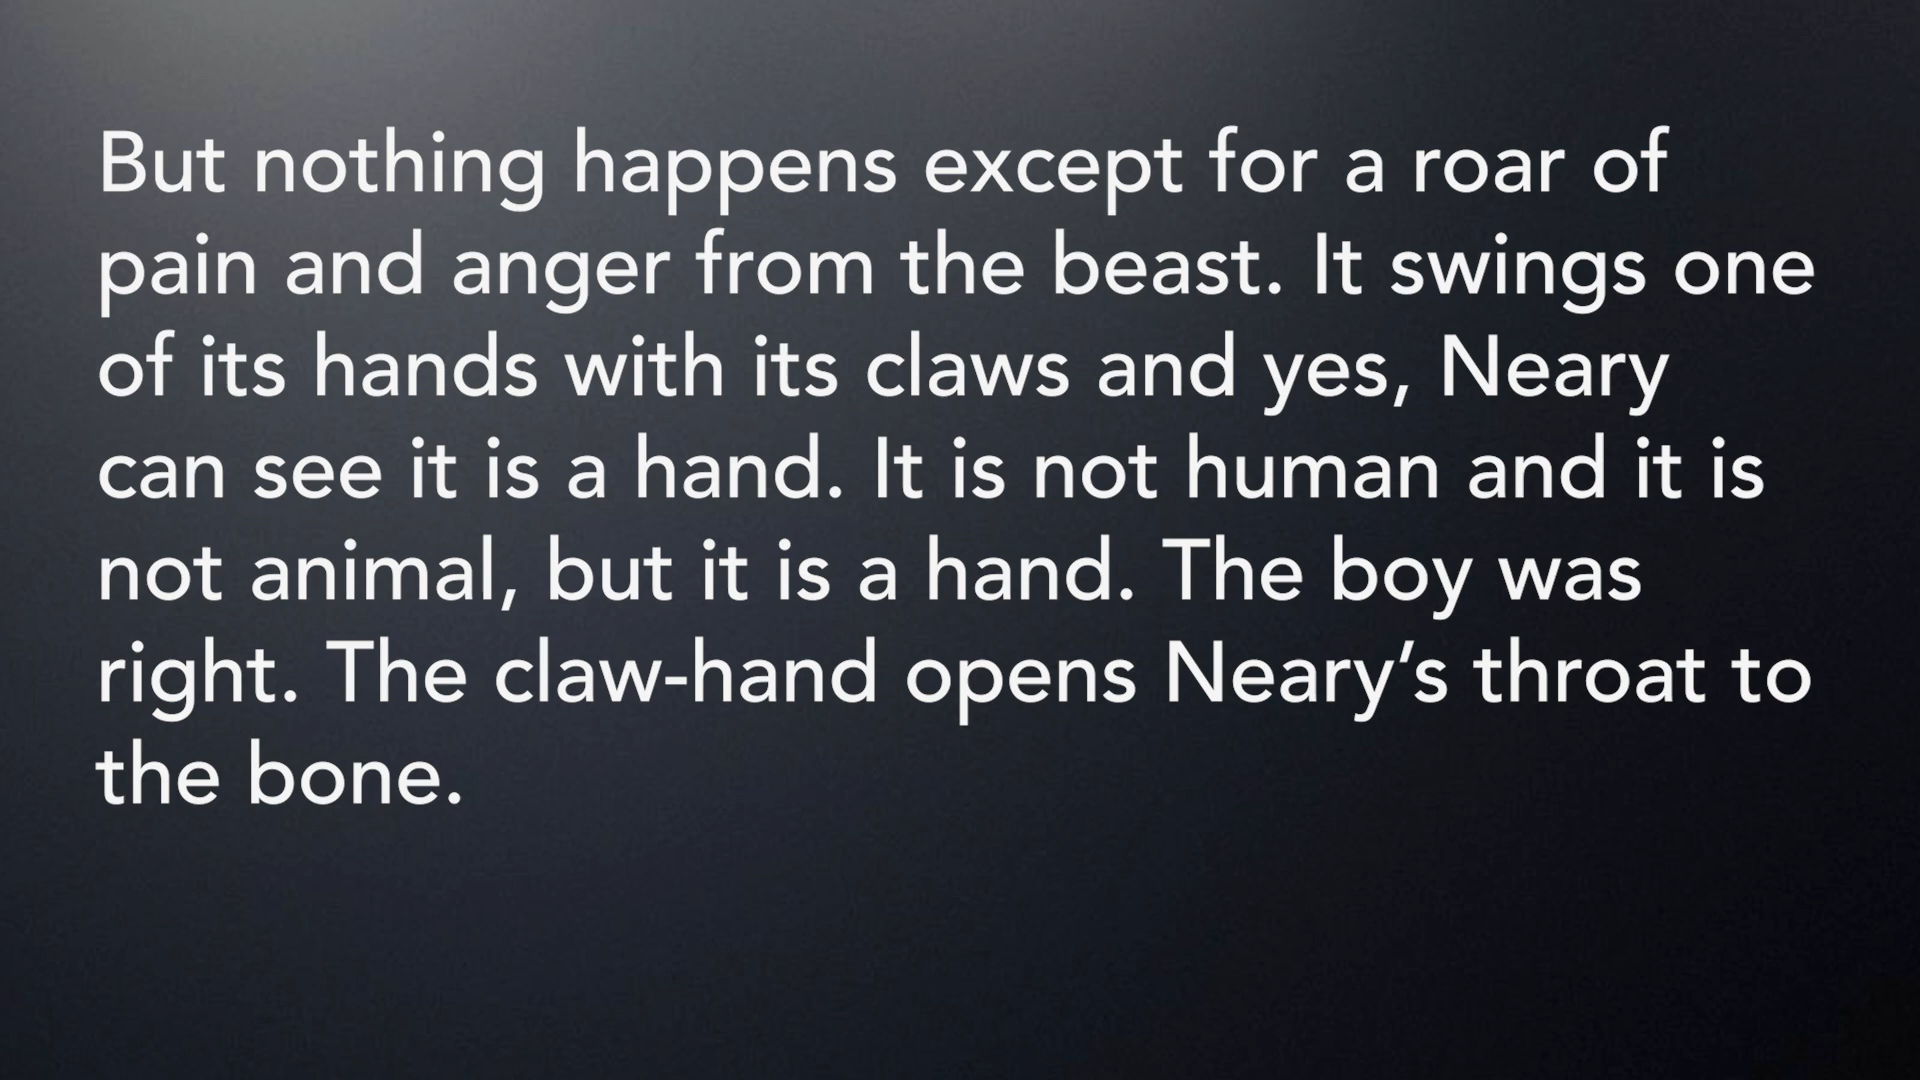 But nothing happens except for a roar of
pain and anger from the beast. It swings one
of its hands with its claws and yes, Neary
can see it is a hand. It is not human and it is
not animal, but it is a hand. The boy was
right. The claw-hand opens Neary’s throat to
the bone.